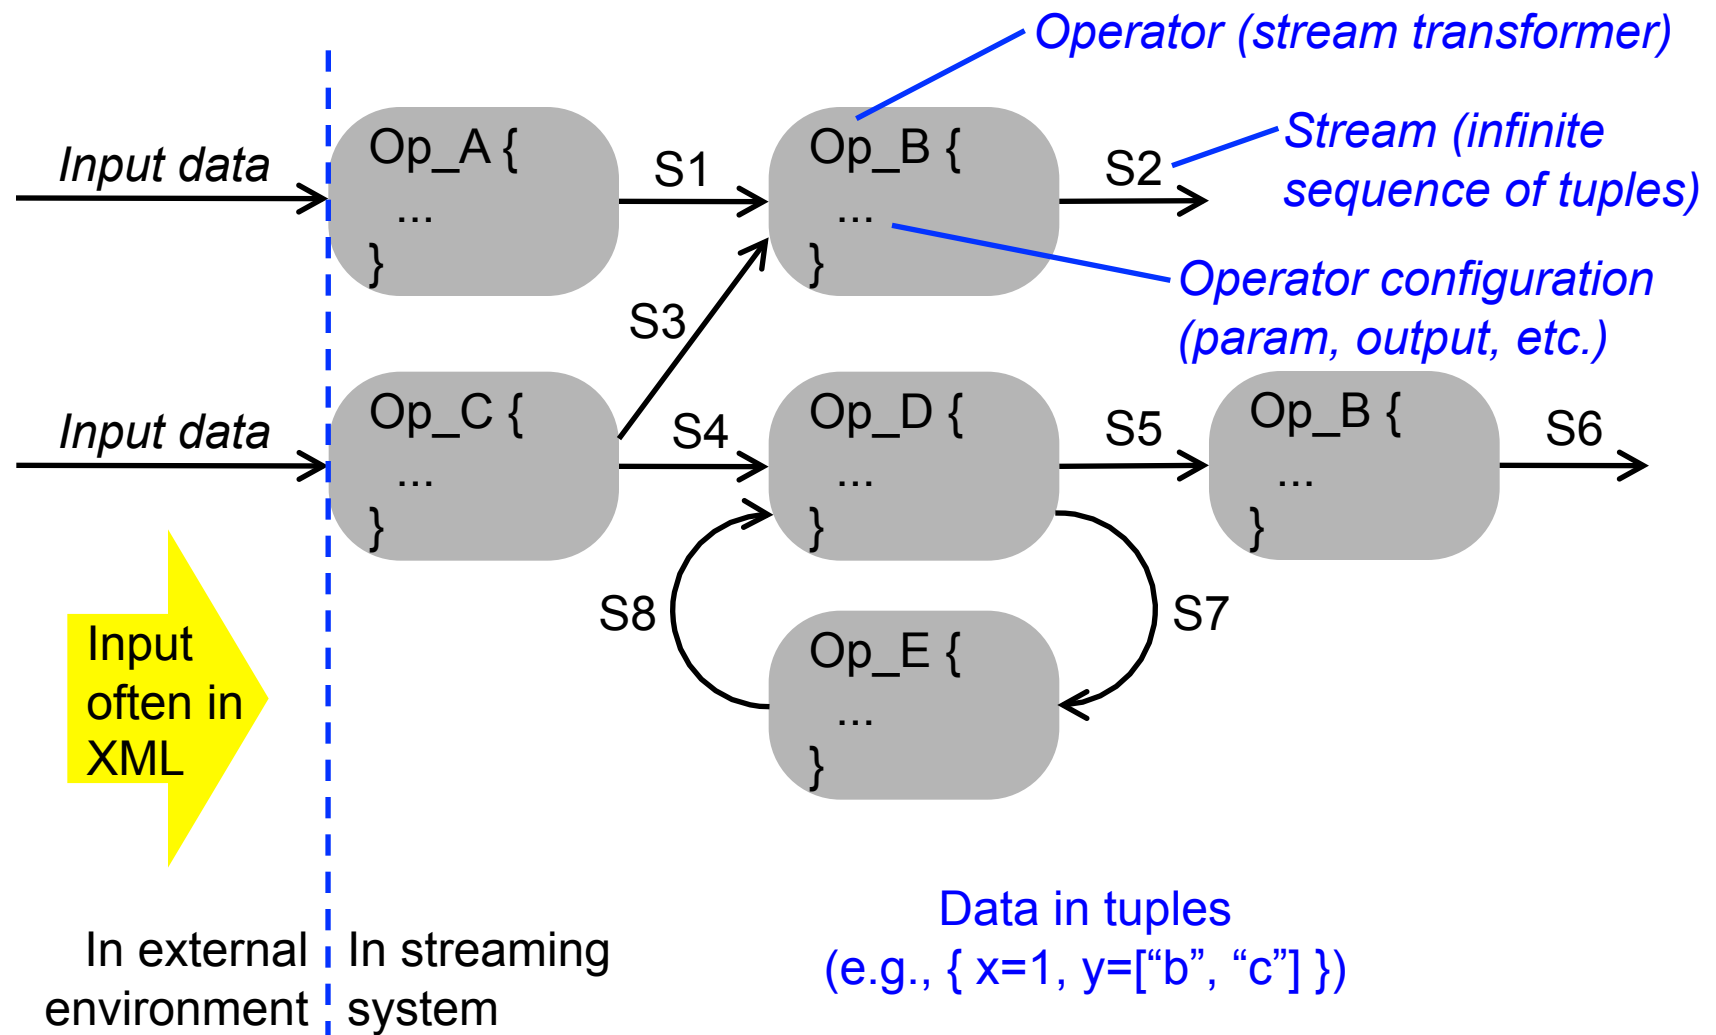 Operator (stream transformer)
Input data
Op_A {
...
}
S1
Op_B {
...
}
S2
Stream (infinite
sequence of tuples)
Operator configuration
(param, output, etc.)
S3
Input data
Op_C {
...
}
S4
Op_D {
...
}
S5
Op_B {
...
}
S6
S8
S7
Op_E {
...
}
Input
often in
XML
Data in tuples
(e.g., { x=1, y=[“b”, “c”] })
In external
environment
In streaming
system